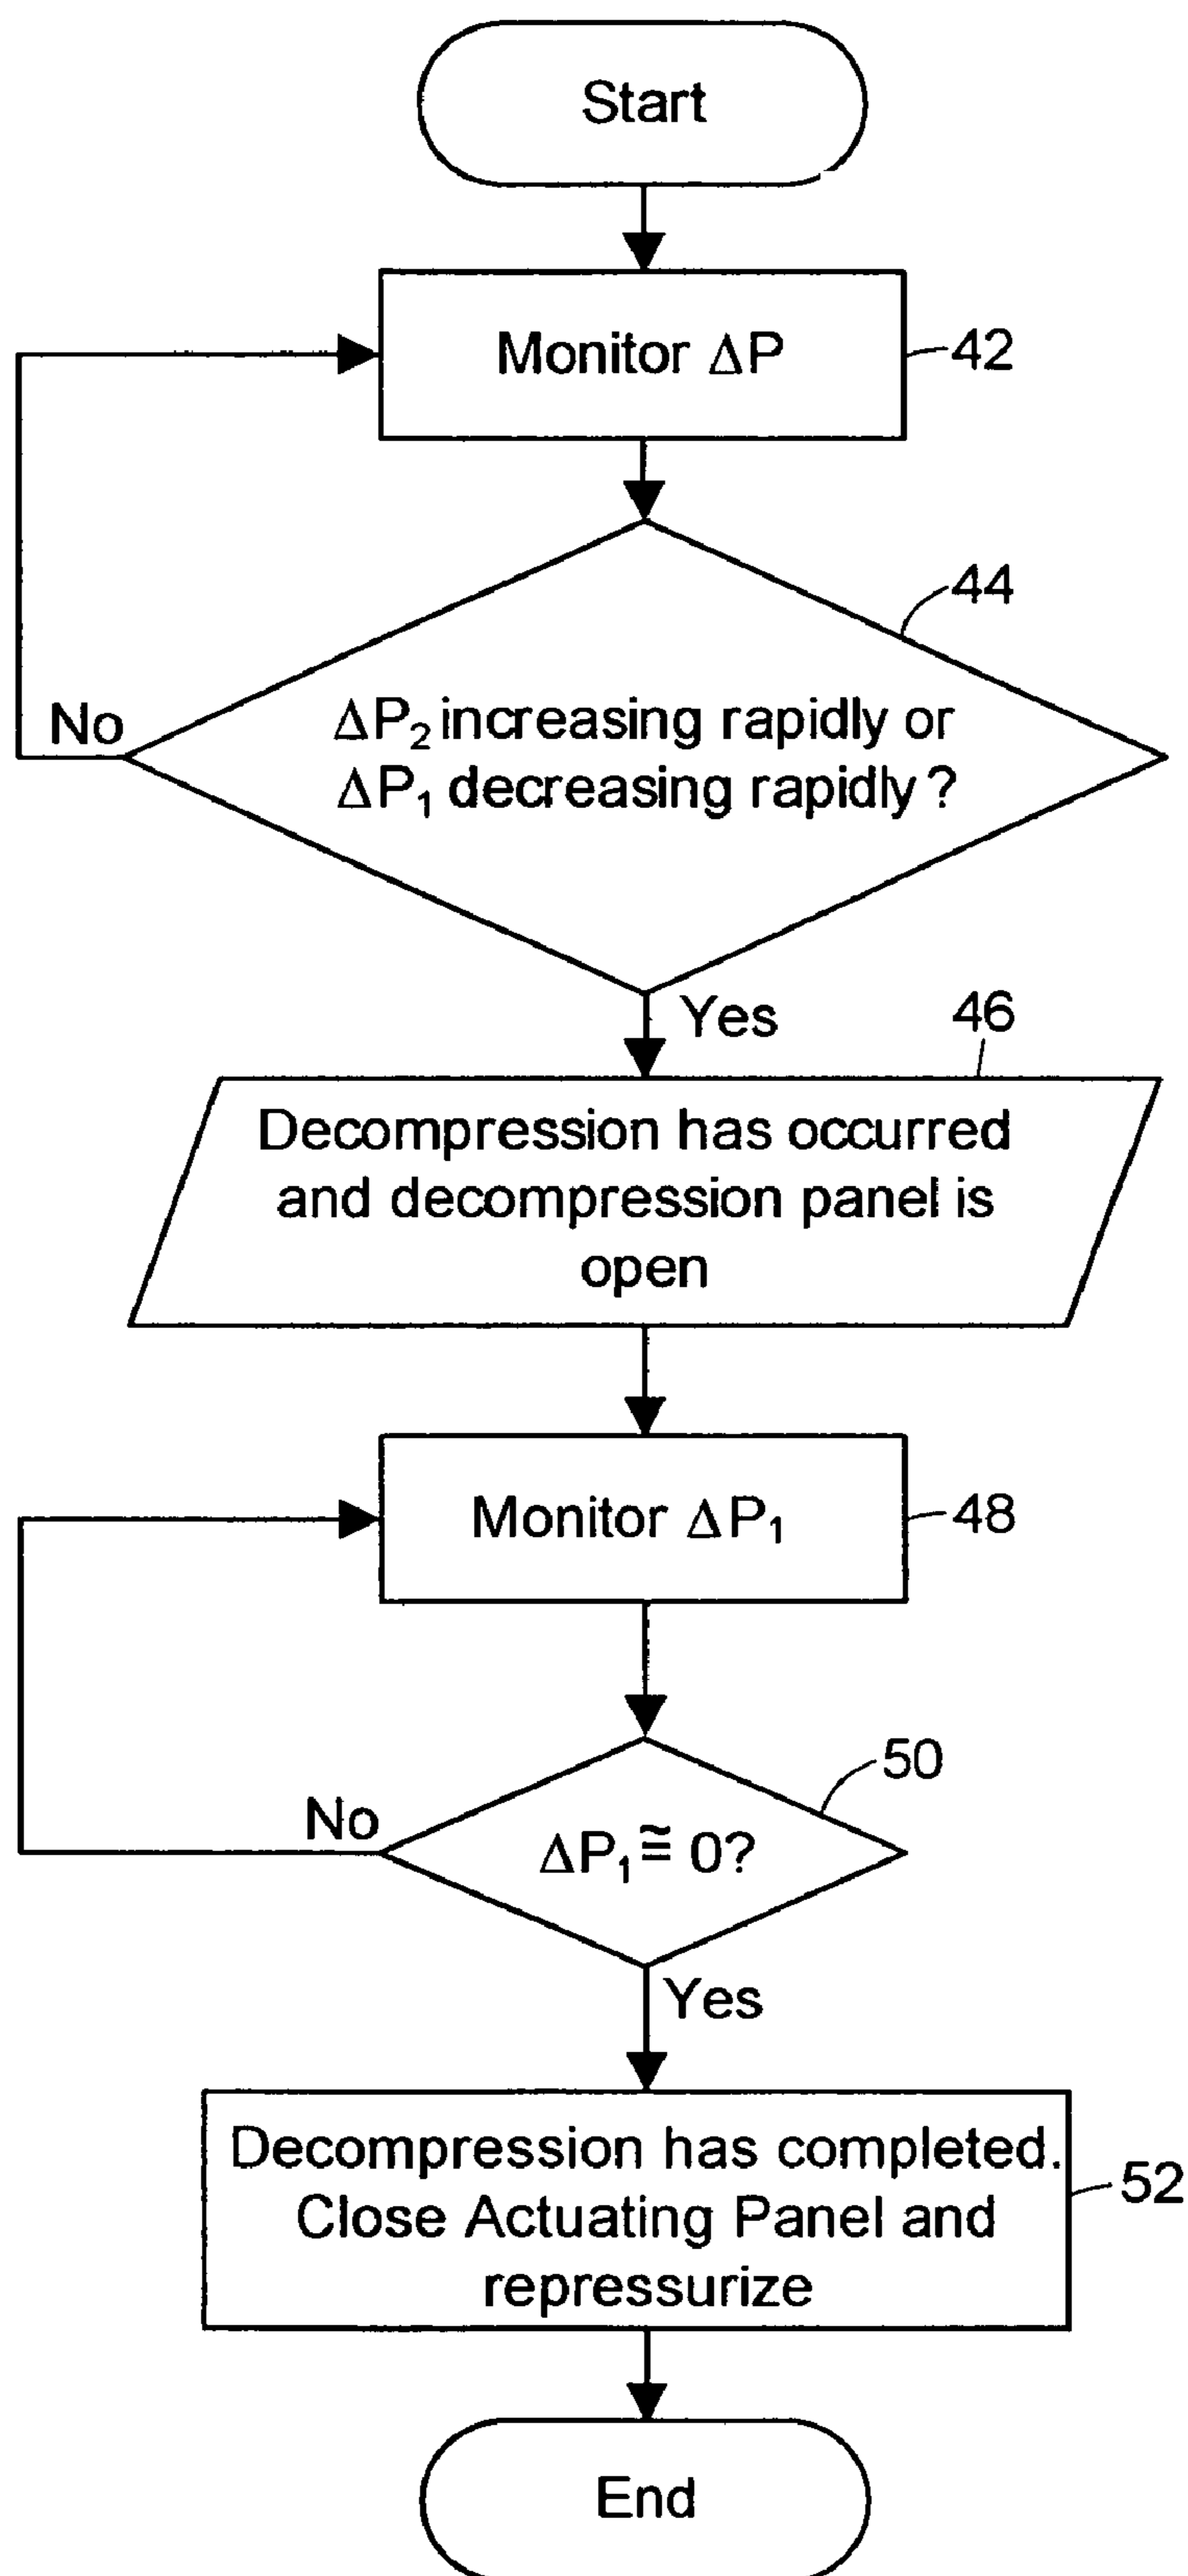 Start
Monitor ΔP
42
44
No
ΔP₂ increasing rapidly or
ΔP₁ decreasing rapidly ?
Yes
46
Decompression has occurred
and decompression panel is
open
Monitor ΔP₁
48
50
No
ΔP₁ ≅ 0?
Yes
Decompression has completed.
Close Actuating Panel and
repressurize
52
End